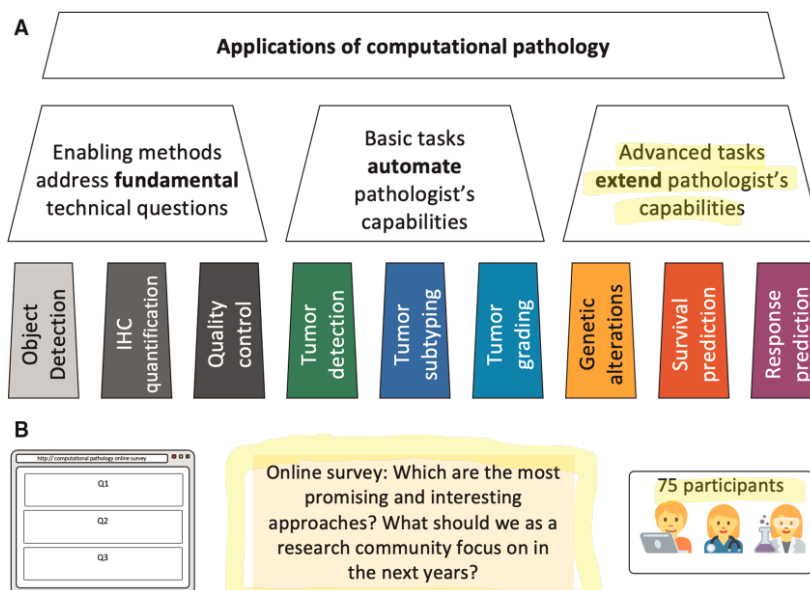 A
Applications of computational pathology
Enabling methods
address fundamental
technical questions
Basic tasks
automate
pathologist's
capabilities
Advanced tasks
extend pathologist's
capabilities
Object
Detection
IHC
quantification
Quality
control
Tumor
detection
Tumor
subtyping
Tumor
grading
Genetic
alterations
Survival
prediction
Response
prediction
B
http:// computational pathology online survey
Q1
Q2
Q3
Online survey: Which are the most
promising and interesting
approaches? What should we as a
research community focus on in
the next years?
75 participants